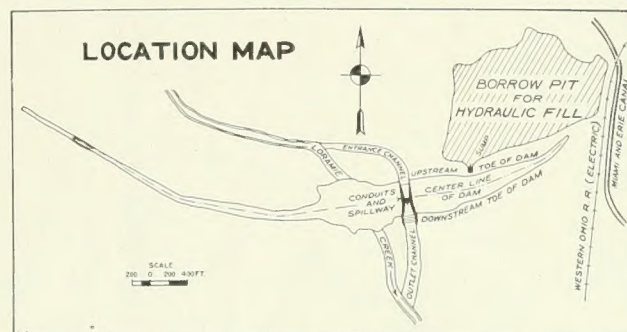 LOCATION MAP
BORROW PIT
FOR
HYDRAULIC FILL
MIAMI AND ERIE CANAL
WESTERN OHIO R.R. (ELECTRIC)
SUMP
LORAMIE
ENTRANCE CHANNEL
UPSTREAM TOE OF DAM
CENTER LINE
OF DAM
CONDUITS
AND
SPILLWAY
DOWNSTREAM TOE OF DAM
CREEK
OUTLET CHANNEL
SCALE
200 0 200 400 FT.